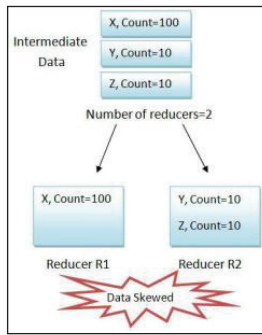 X, Count=100
Intermediate
Data
Y, Count=10
Z, Count=10
Number of reducers=2
X, Count=100
Y, Count=10
Z, Count=10
Reducer R1
Reducer R2
Data Skewed